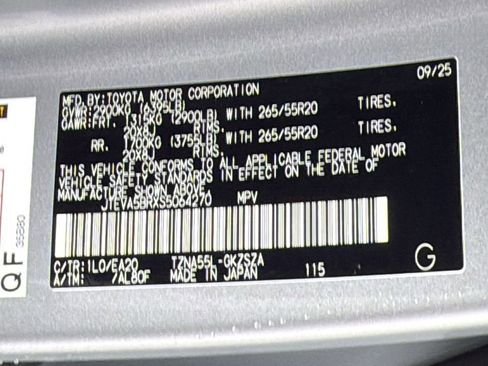 09/25
MFD.BY:TOYOTA MOTOR CORPORATION
GVWR:2900KG (6395LB)
GAWR:FRT. 1315KG (2900LB) WITH 265/55R20 TIRES,
20X8J RIMS.
RR. 1700KG (3755LB) WITH 265/55R20 TIRES,
20X8J RIMS.
THIS VEHICLE CONFORMS TO ALL APPLICABLE FEDERAL MOTOR
VEHICLE SAFETY STANDARDS IN EFFECT ON THE DATE OF
MANUFACTURE SHOWN ABOVE.
JTEVA5BRXS5064270 MPV
C/TR:1L0/EA20 TZNA55L-GKZSZA
A/TM: /AL80F MADE IN JAPAN 115
G
QF